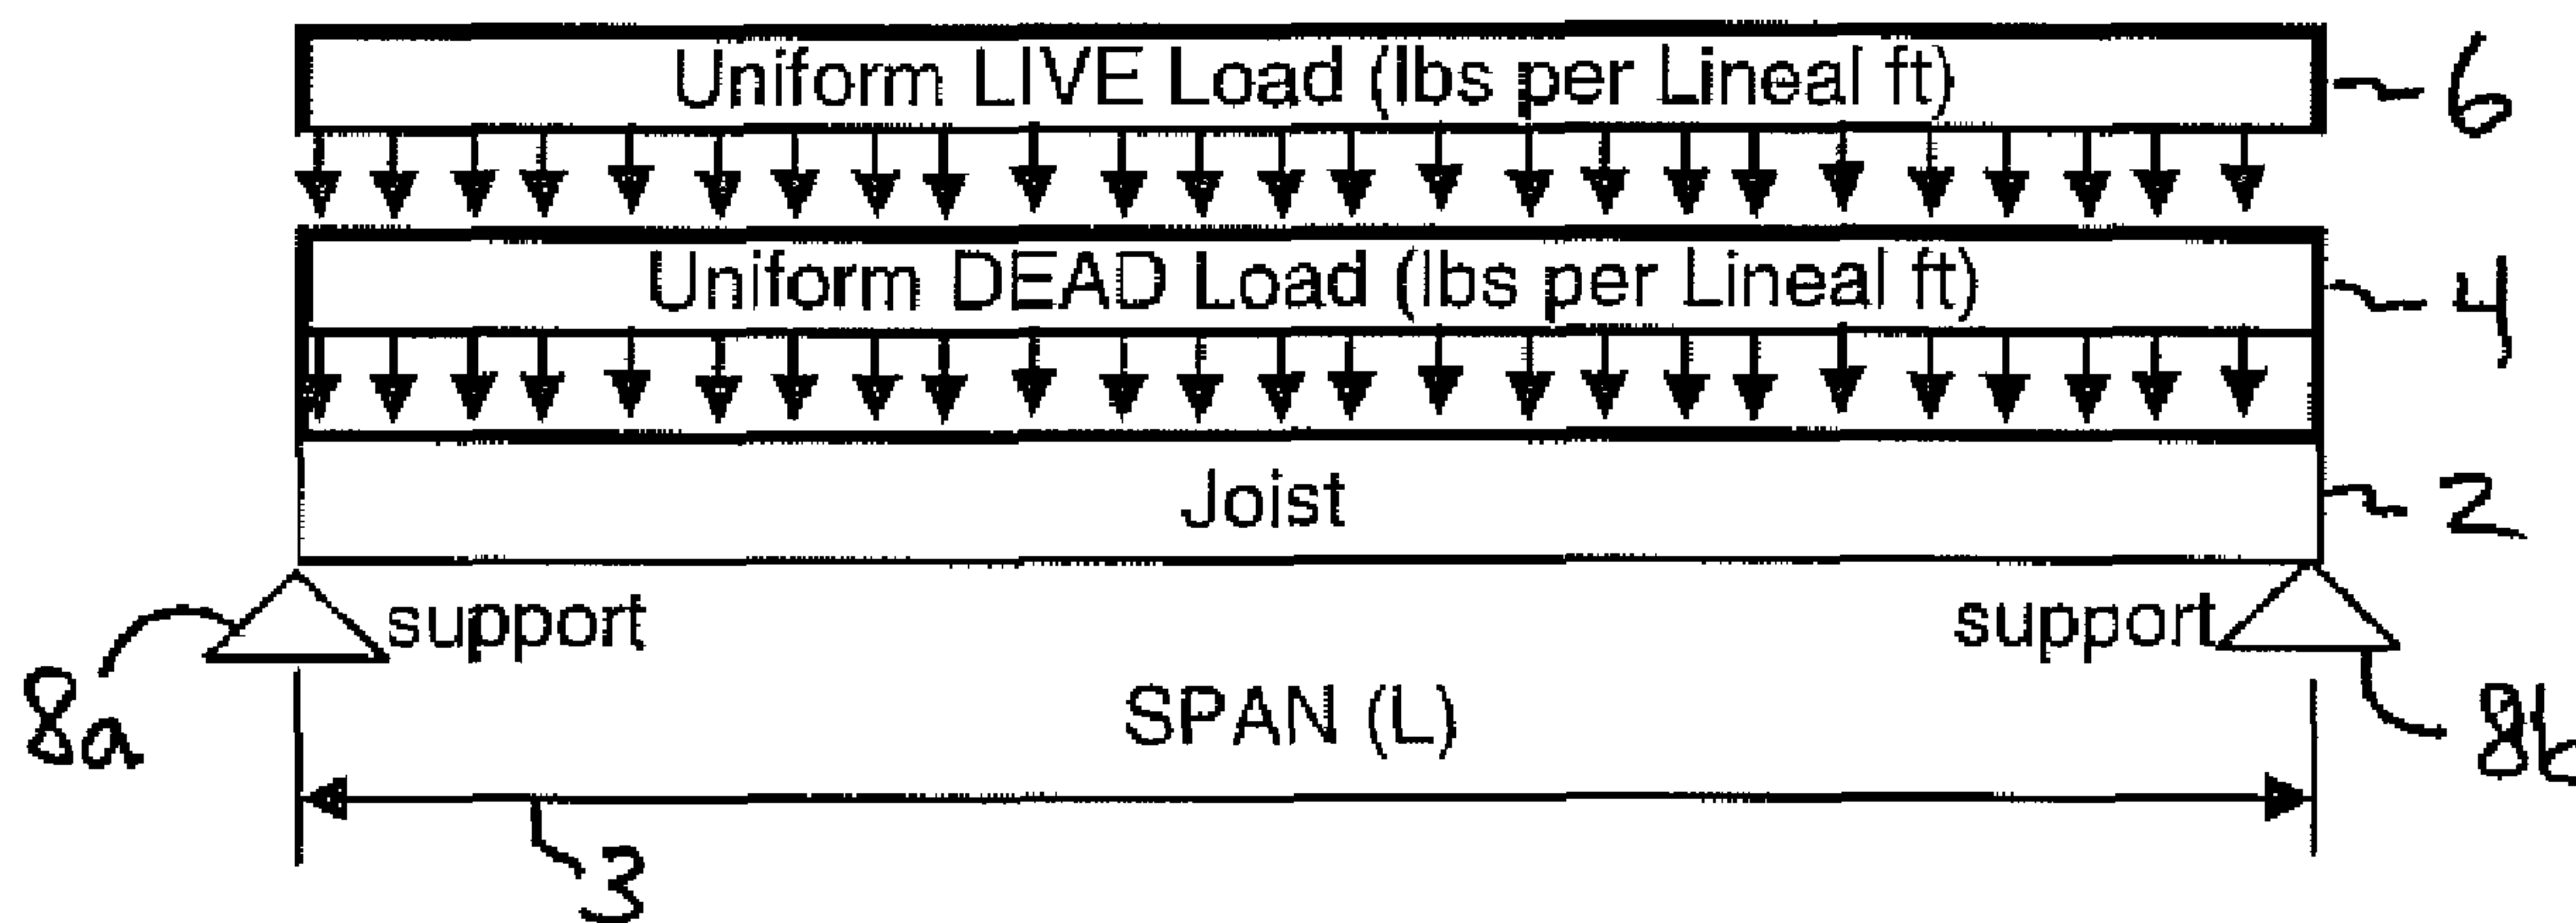 Uniform LIVE Load (lbs per Lineal ft) 6
Uniform DEAD Load (lbs per Lineal ft) 4
Joist 2
support support
8a SPAN (L) 8b
3